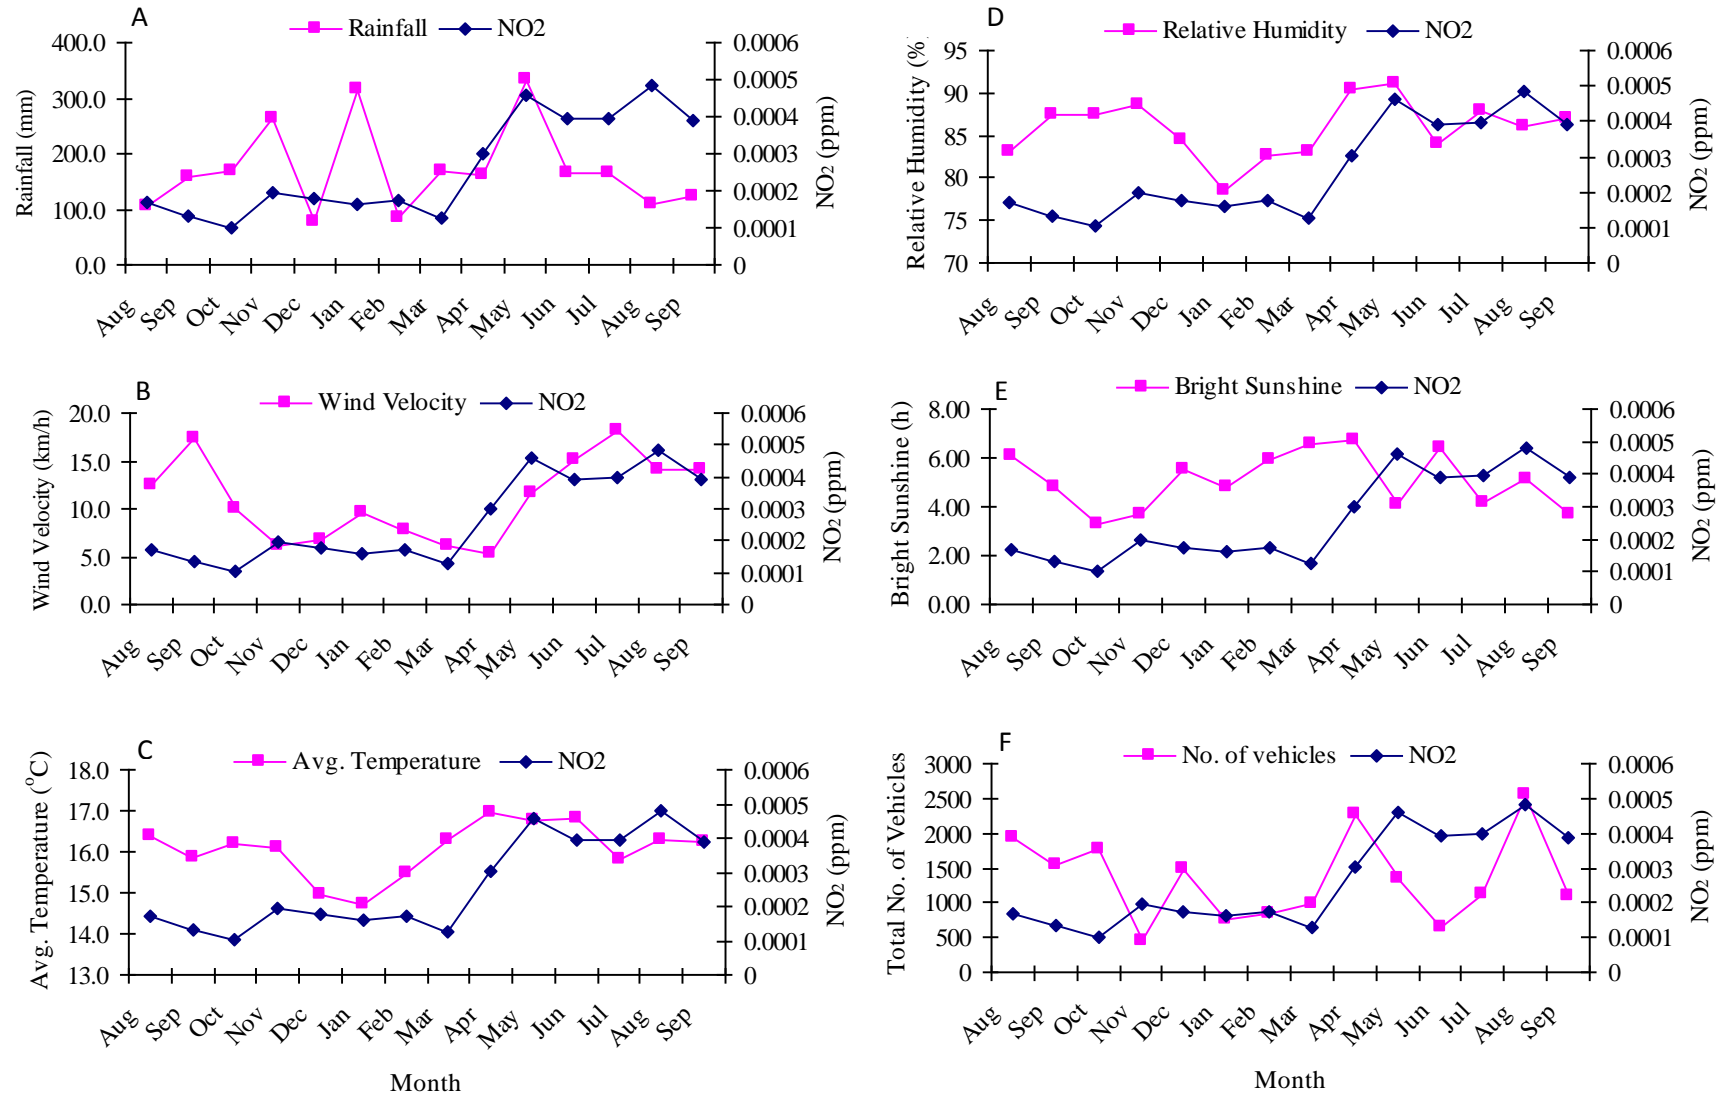 A
Rainfall NO2
400.0
300.0
200.0
100.0
0.0
Rainfall (mm)
0.0006
0.0005
0.0004
0.0003
0.0002
0.0001
0
NO2 (ppm)
Aug Sep Oct Nov Dec Jan Feb Mar Apr May Jun Jul Aug Sep
D
Relative Humidity NO2
95
90
85
80
75
70
Relative Humidity (%)
0.0006
0.0005
0.0004
0.0003
0.0002
0.0001
0
NO2 (ppm)
Aug Sep Oct Nov Dec Jan Feb Mar Apr May Jun Jul Aug Sep
B
Wind Velocity NO2
20.0
15.0
10.0
5.0
0.0
Wind Velocity (km/h)
0.0006
0.0005
0.0004
0.0003
0.0002
0.0001
0
NO2 (ppm)
Aug Sep Oct Nov Dec Jan Feb Mar Apr May Jun Jul Aug Sep
E
Bright Sunshine NO2
8.00
6.00
4.00
2.00
0.00
Bright Sunshine (h)
0.0006
0.0005
0.0004
0.0003
0.0002
0.0001
0
NO2 (ppm)
Aug Sep Oct Nov Dec Jan Feb Mar Apr May Jun Jul Aug Sep
C
Avg. Temperature NO2
18.0
17.0
16.0
15.0
14.0
13.0
Avg. Temperature (°C)
0.0006
0.0005
0.0004
0.0003
0.0002
0.0001
0
NO2 (ppm)
Aug Sep Oct Nov Dec Jan Feb Mar Apr May Jun Jul Aug Sep
Month
F
No. of vehicles NO2
3000
2500
2000
1500
1000
500
0
Total No. of Vehicles
0.0006
0.0005
0.0004
0.0003
0.0002
0.0001
0
NO2 (ppm)
Aug Sep Oct Nov Dec Jan Feb Mar Apr May Jun Jul Aug Sep
Month